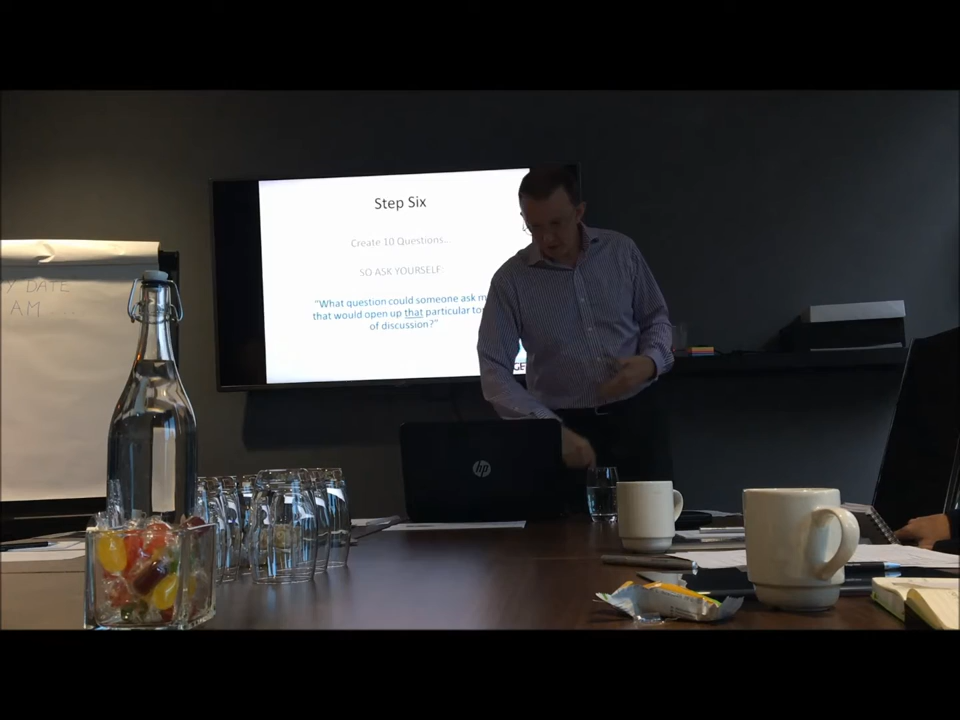 Step Six
Create 10 Questions..
SO ASK YOURSELF:
"What question could someone ask m
that would open up that particular to
of discussion?"
GE
Y DATE
AM ....
hp